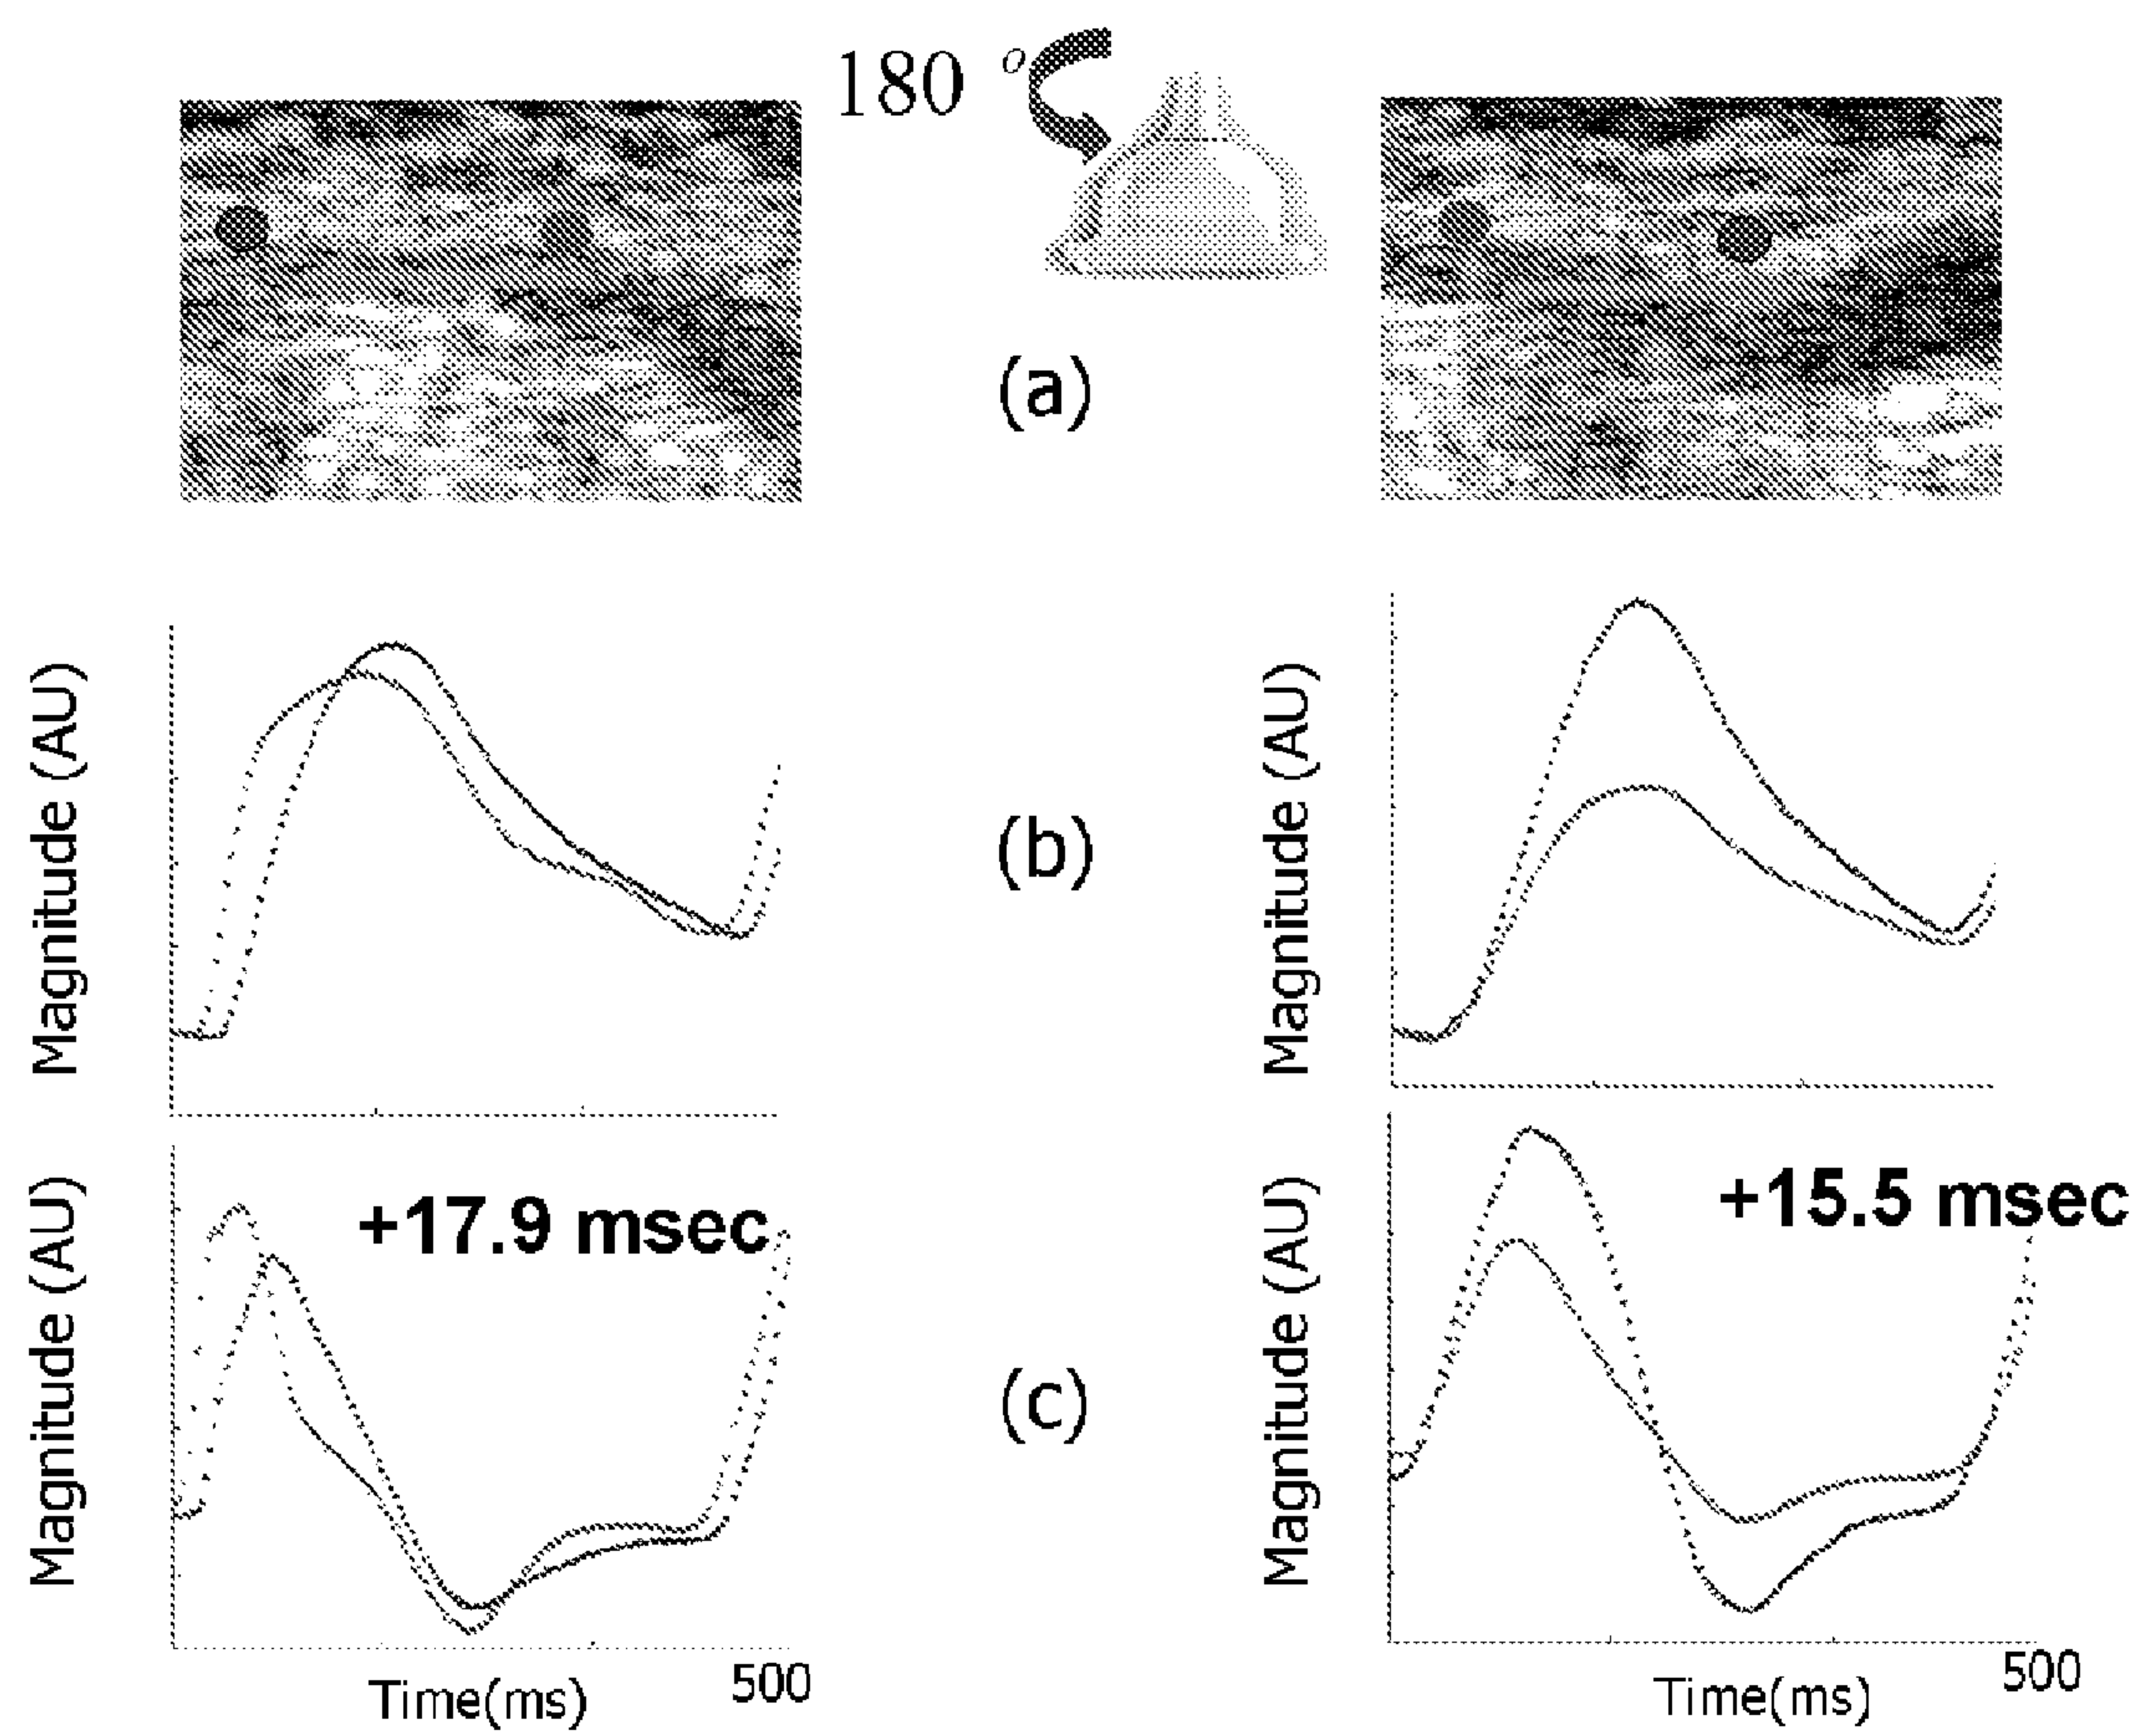 180 o
(a)
Magnitude (AU)
Magnitude (AU)
(b)
+17.9 msec
+15.5 msec
Magnitude (AU)
Magnitude (AU)
(c)
500
500
Time(ms)
Time(ms)